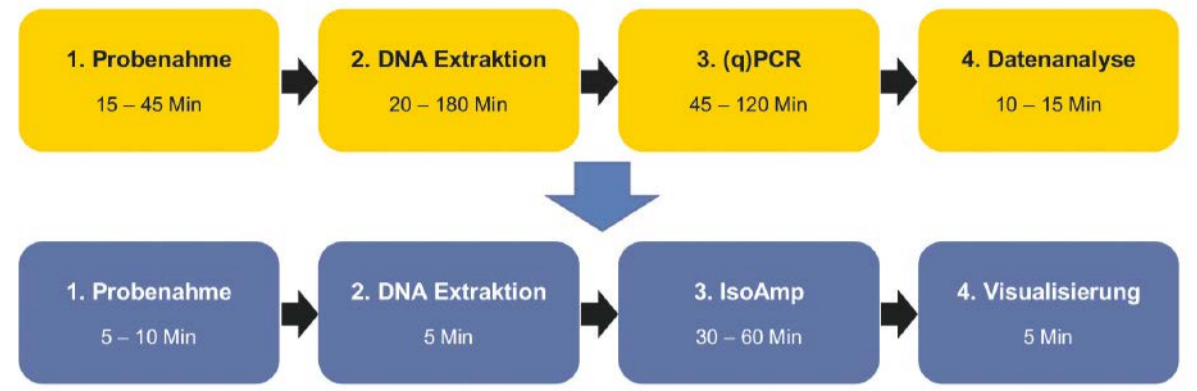 1. Probenahme
15 – 45 Min
2. DNA Extraktion
20 – 180 Min
3. (q)PCR
45 – 120 Min
4. Datenanalyse
10 – 15 Min
1. Probenahme
5 – 10 Min
2. DNA Extraktion
5 Min
3. IsoAmp
30 – 60 Min
4. Visualisierung
5 Min